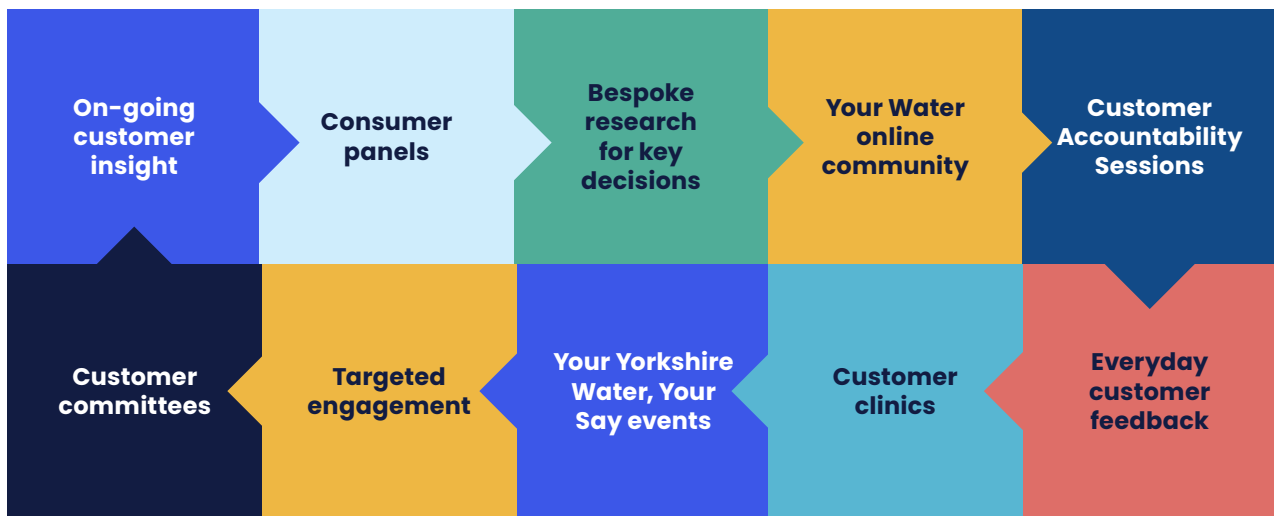 On-going
customer
insight
Consumer
panels
Bespoke
research
for key
decisions
Your Water
online
community
Customer
Accountability
Sessions
Everyday
customer
feedback
Customer
clinics
Your Yorkshire
Water, Your
Say events
Targeted
engagement
Customer
committees